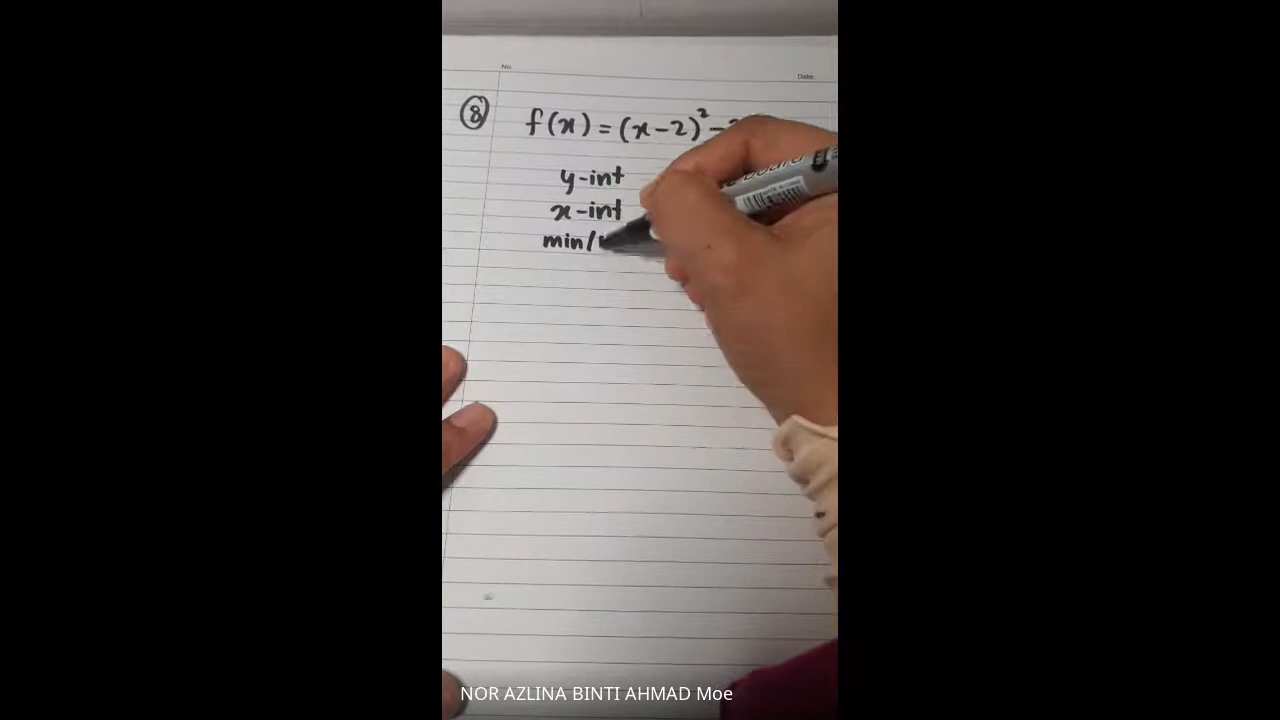 No.
Date:
8
f(x) = (x-2)² -
y-int
x-int
min/
board
NOR AZLINA BINTI AHMAD Moe